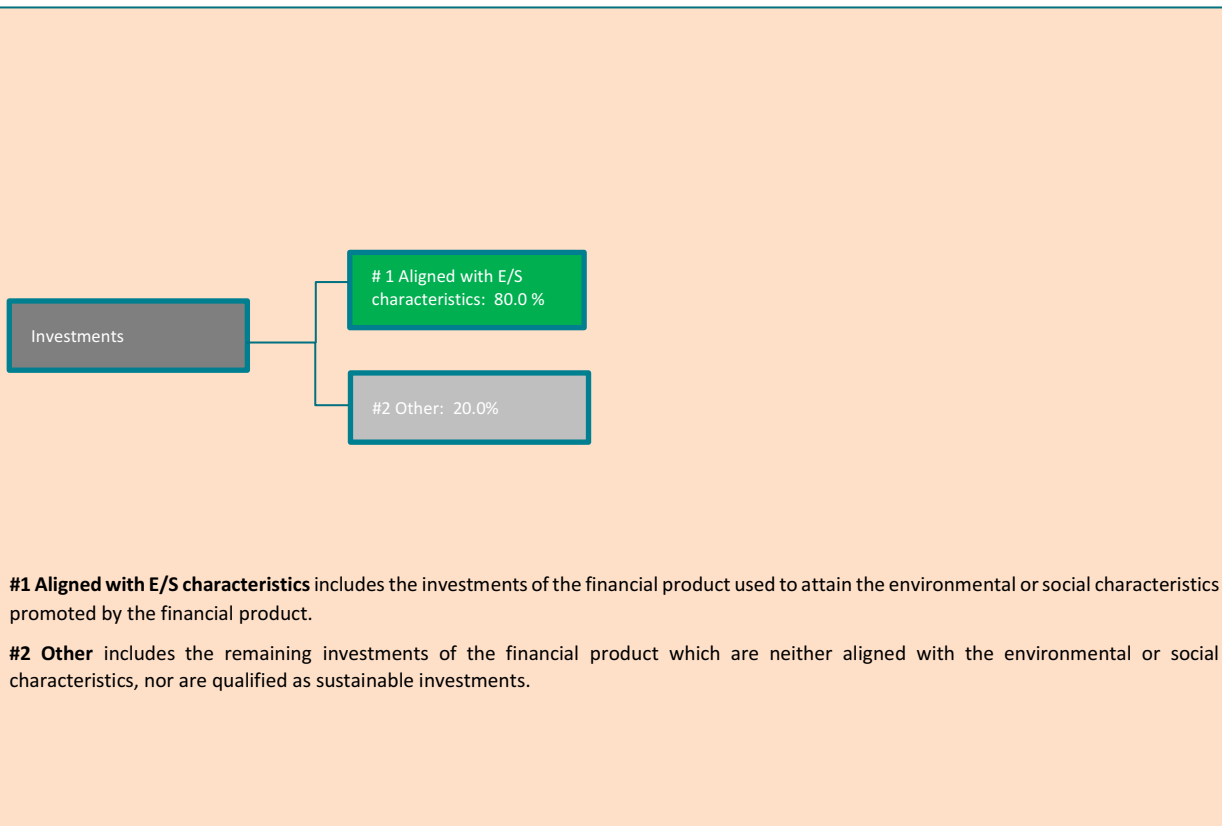 # 1 Aligned with E/S
characteristics: 80.0 %
Investments
#2 Other: 20.0%
#1 Aligned with E/S characteristics includes the investments of the financial product used to attain the environmental or social characteristics
promoted by the financial product.
#2 Other includes the remaining investments of the financial product which are neither aligned with the environmental or social
characteristics, nor are qualified as sustainable investments.